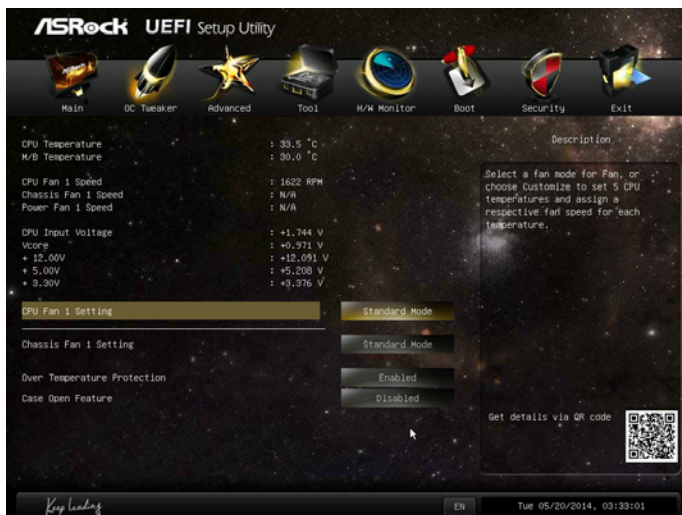 ASRock UEFI Setup Utility
Main OC Tweaker Advanced Tool H/W Monitor Boot Security Exit
CPU Temperature : 33.5 °C
M/B Temperature : 30.0 °C
CPU Fan 1 Speed : 1622 RPM
Chassis Fan 1 Speed : N/A
Power Fan 1 Speed : N/A
CPU Input Voltage : +1.744 V
Vcore : +0.971 V
+ 12.00V : +12.091 V
+ 5.00V : +5.208 V
+ 3.30V : +3.376 V
CPU Fan 1 Setting Standard Mode
Chassis Fan 1 Setting Standard Mode
Over Temperature Protection Enabled
Case Open Feature Disabled
Description
Select a fan mode for Fan, or
choose Customize to set 5 CPU
temperatures and assign a
respective fan speed for each
temperature.
Get details via QR code
Keep Leading
EN
Tue 05/20/2014, 03:33:01